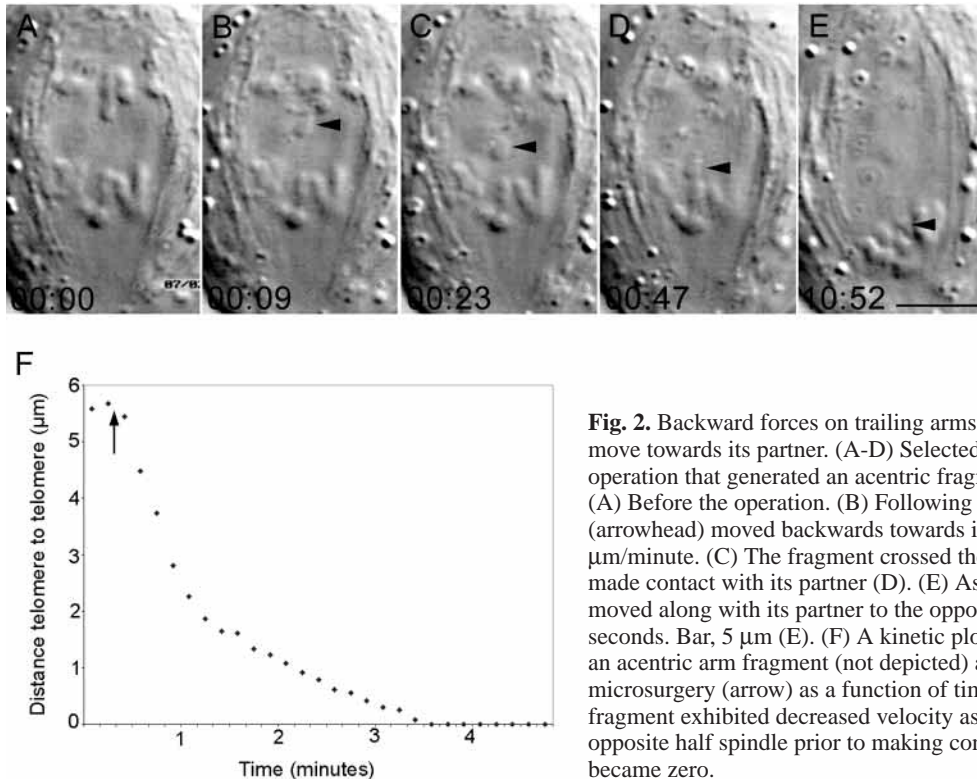 A
B
C
D
E
00:00
00:09
00:23
00:47
10:52
F
Distance telomere to telomere (µm)
6
5
4
3
2
1
0
1
2
3
4
Time (minutes)
Fig. 2. Backward forces on trailing arms
move towards its partner. (A-D) Selected
operation that generated an acentric frag
(A) Before the operation. (B) Following
(arrowhead) moved backwards towards i
µm/minute. (C) The fragment crossed the
made contact with its partner (D). (E) As
moved along with its partner to the oppo
seconds. Bar, 5 µm (E). (F) A kinetic plo
an acentric arm fragment (not depicted) a
microsurgery (arrow) as a function of tin
fragment exhibited decreased velocity as
opposite half spindle prior to making con
became zero.